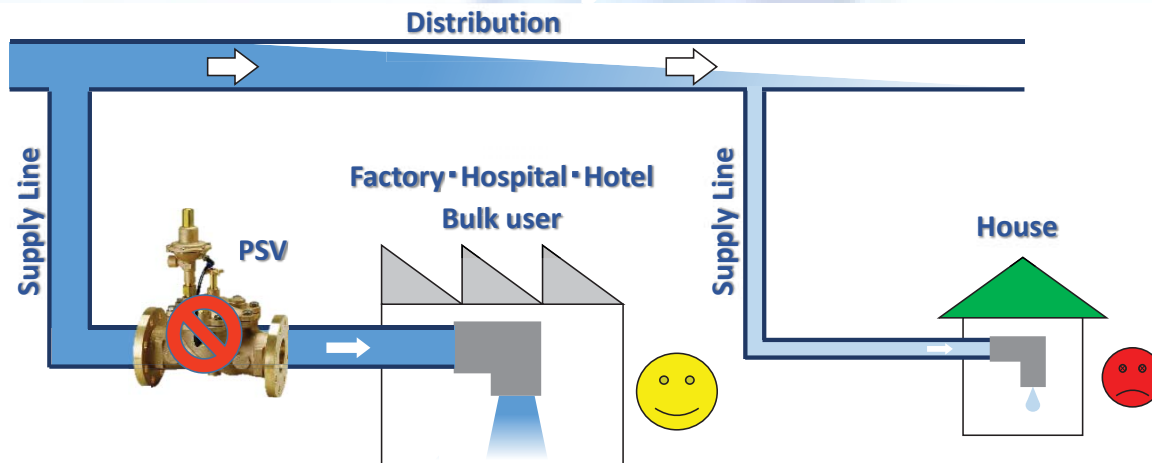 Distribution
Supply Line
Factory・Hospital・Hotel
Bulk user
PSV
Supply Line
House